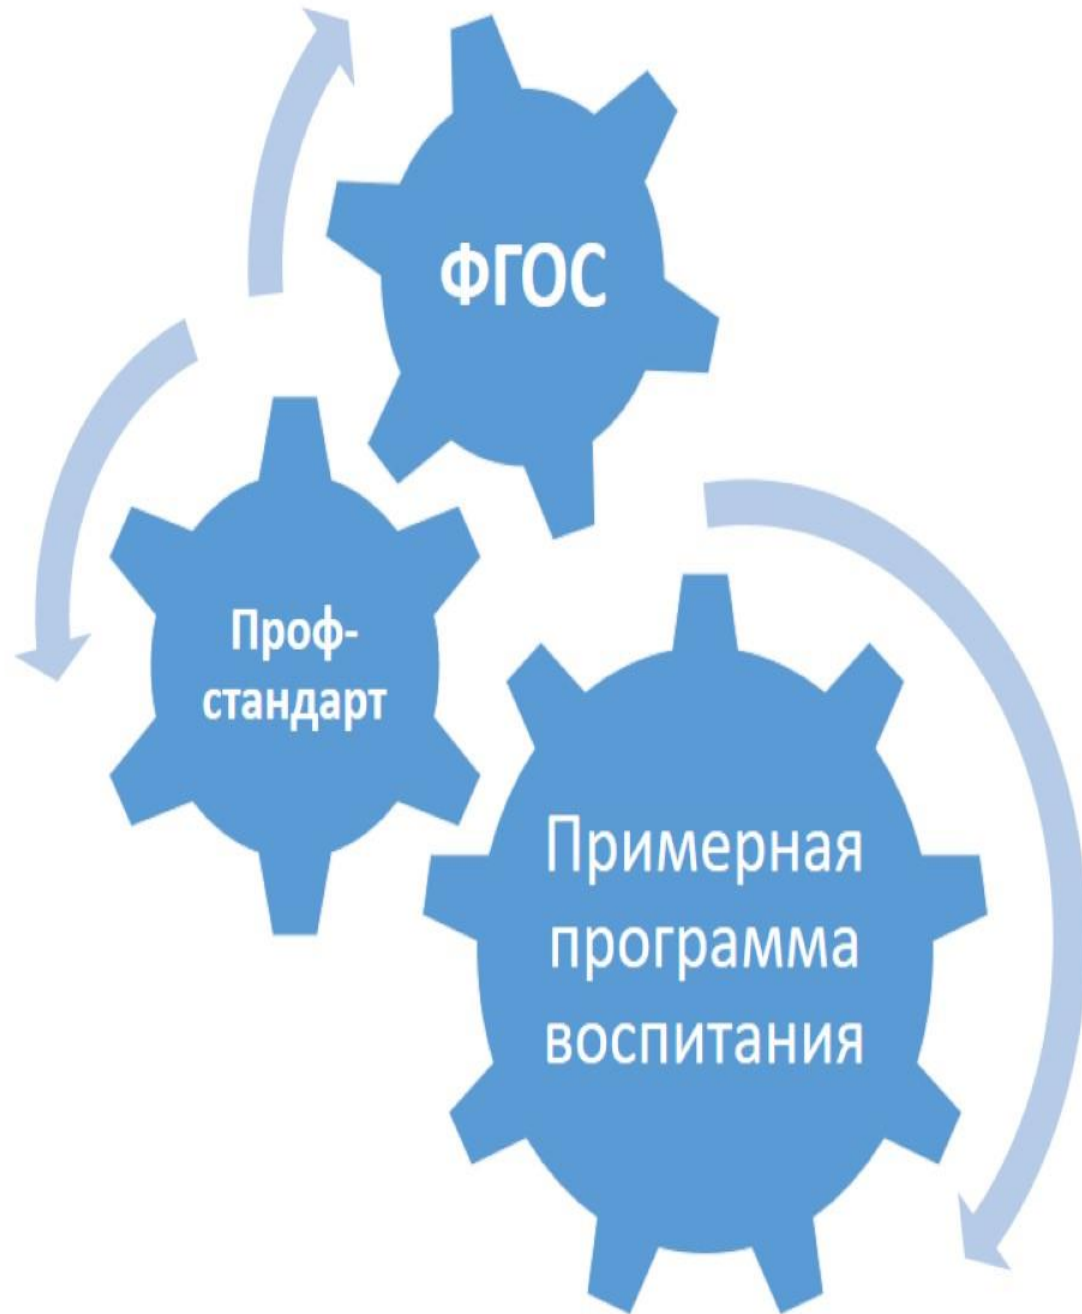 ФГОС
Проф-
стандарт
Примерная
программа
воспитания